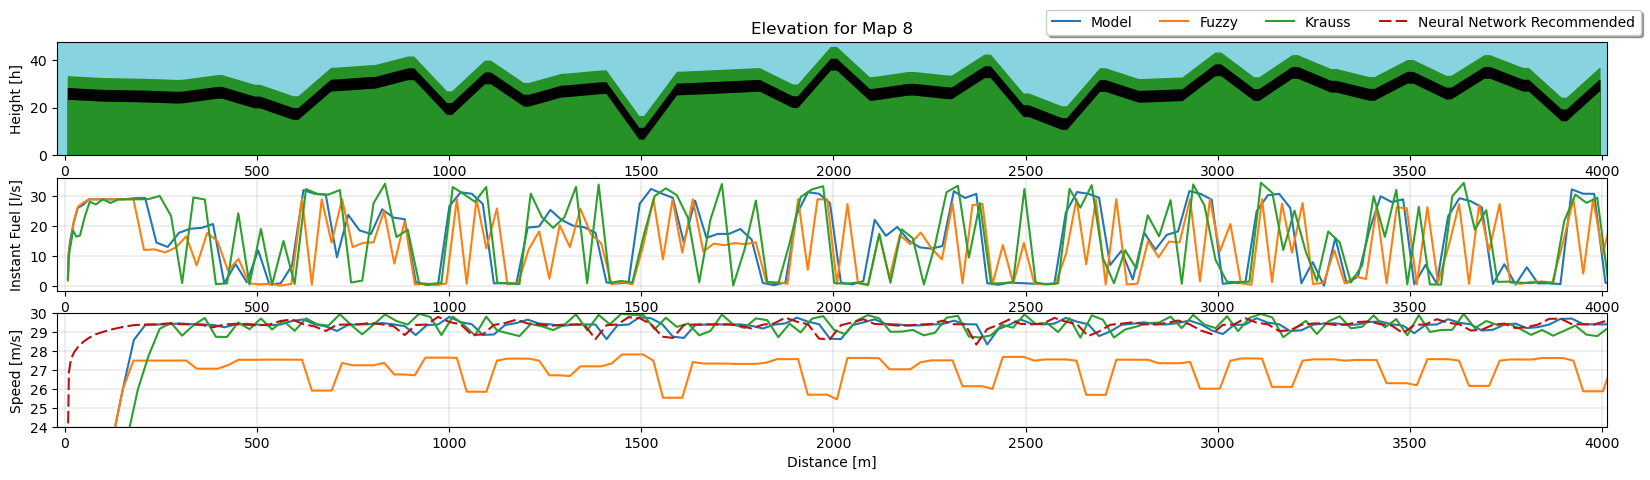 Elevation for Map 8
Model Fuzzy Krauss Neural Network Recommended
Height [h]
40
20
0
0 500 1000 1500 2000 2500 3000 3500 4000
Instant Fuel [l/s]
30
20
10
0
0 500 1000 1500 2000 2500 3000 3500 4000
Speed [m/s]
30
29
28
27
26
25
24
0 500 1000 1500 2000 2500 3000 3500 4000
Distance [m]